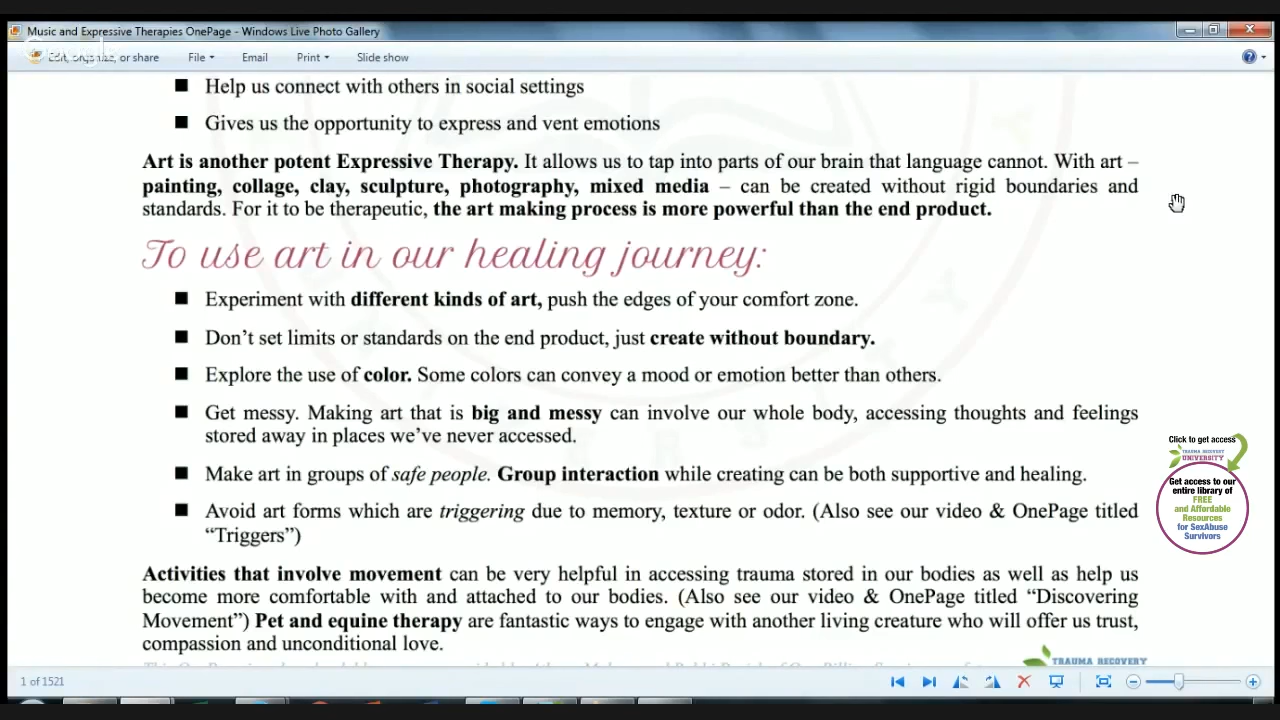 Music and Expressive Therapies OnePage - Windows Live Photo Gallery
Google
Edit, organize, or share File Email Print Slide show
■ Help us connect with others in social settings
■ Gives us the opportunity to express and vent emotions
Art is another potent Expressive Therapy. It allows us to tap into parts of our brain that language cannot. With art –
painting, collage, clay, sculpture, photography, mixed media – can be created without rigid boundaries and
standards. For it to be therapeutic, the art making process is more powerful than the end product.
To use art in our healing journey:
■ Experiment with different kinds of art, push the edges of your comfort zone.
■ Don’t set limits or standards on the end product, just create without boundary.
■ Explore the use of color. Some colors can convey a mood or emotion better than others.
■ Get messy. Making art that is big and messy can involve our whole body, accessing thoughts and feelings
stored away in places we’ve never accessed.
■ Make art in groups of safe people. Group interaction while creating can be both supportive and healing.
■ Avoid art forms which are triggering due to memory, texture or odor. (Also see our video & OnePage titled
“Triggers”)
Activities that involve movement can be very helpful in accessing trauma stored in our bodies as well as help us
become more comfortable with and attached to our bodies. (Also see our video & OnePage titled “Discovering
Movement”) Pet and equine therapy are fantastic ways to engage with another living creature who will offer us trust,
compassion and unconditional love.
TRAUMA RECOVERY
Click to get access
TRAUMA RECOVERY
UNIVERSITY
Get access to our
entire library of
FREE
and Affordable
Resources
for SexAbuse
Survivors
1 of 1521